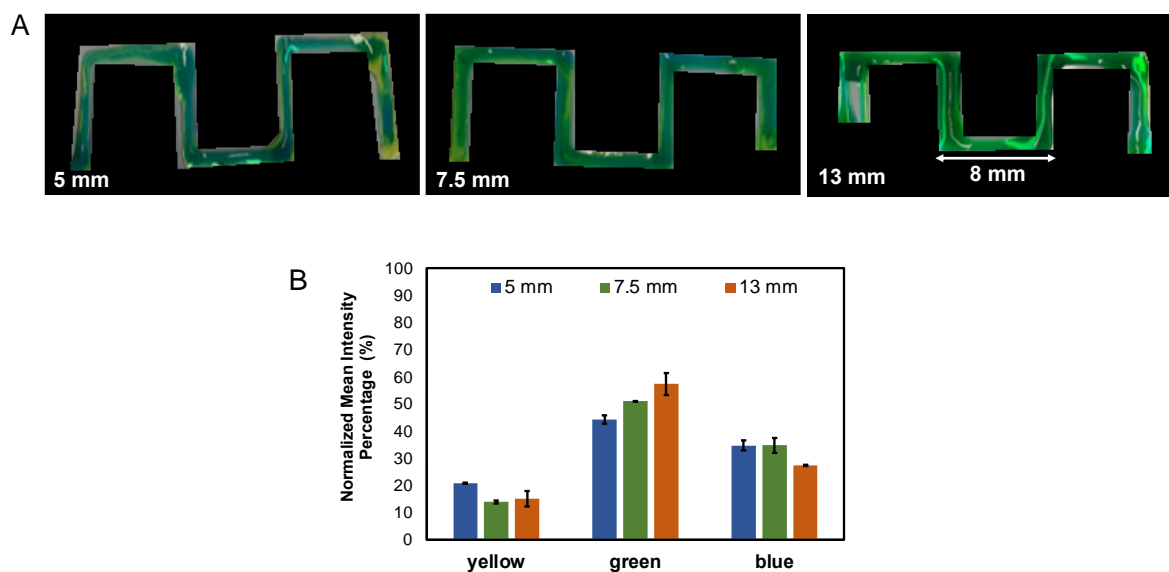 A
5 mm
7.5 mm
13 mm
8 mm
B
Normalized Mean Intensity
Percentage (%)
100
90
80
70
60
50
40
30
20
10
0
5 mm 7.5 mm 13 mm
yellow green blue